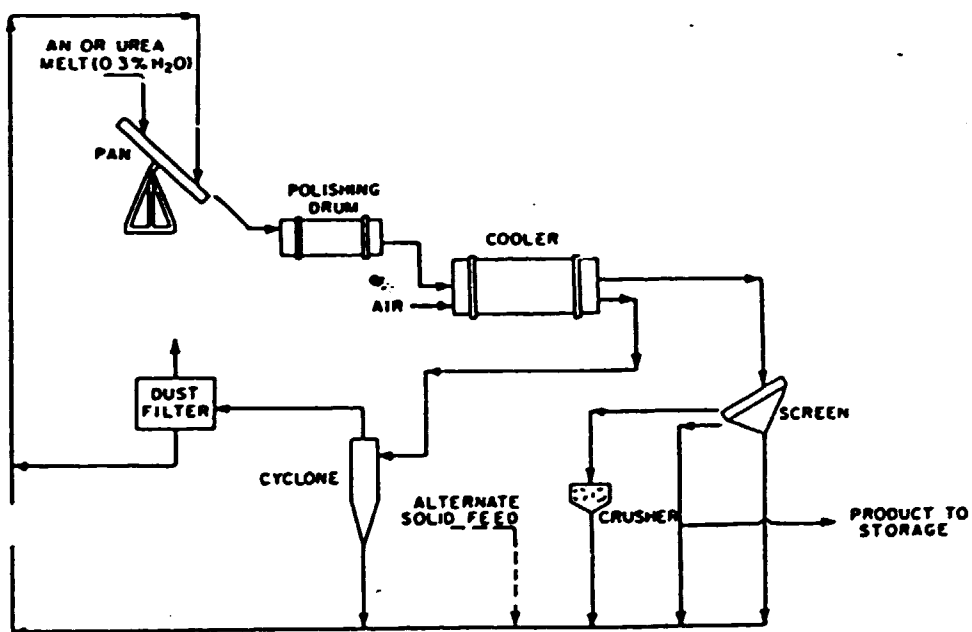 AN OR UREA
MELT(0 3% H2O)
PAN
POLISHING
DRUM
COOLER
AIR
DUST
FILTER
SCREEN
CYCLONE
ALTERNATE
SOLID FEED
CRUSHER
PRODUCT TO
STORAGE